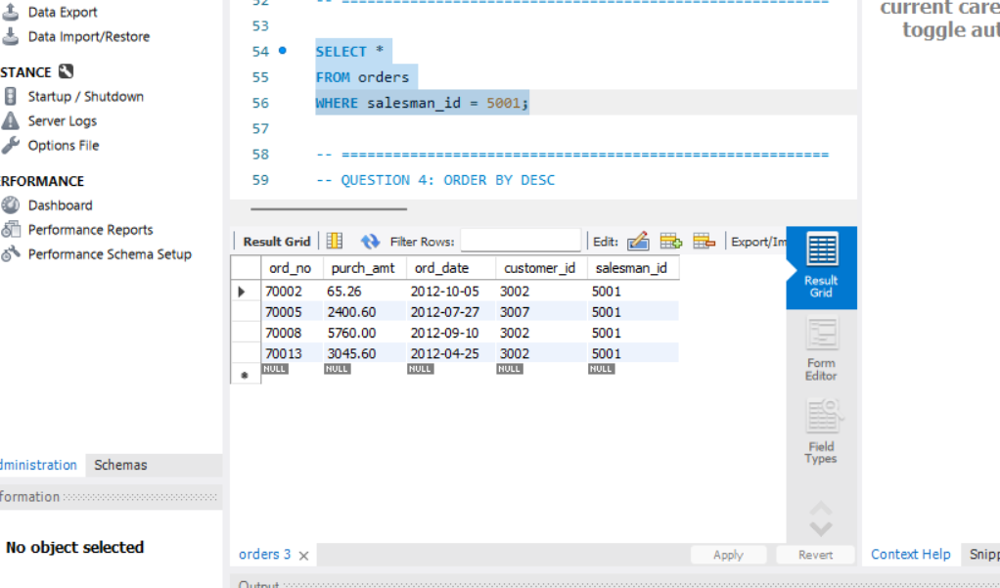 Data Export
Data Import/Restore
STANCE
Startup / Shutdown
Server Logs
Options File
RFORMANCE
Dashboard
Performance Reports
Performance Schema Setup
dministration Schemas
formation
No object selected
52 -- =========================================================
53
54 SELECT *
55 FROM orders
56 WHERE salesman_id = 5001;
57
58 -- =========================================================
59 -- QUESTION 4: ORDER BY DESC
Result Grid Filter Rows: Edit: Export/Im
ord_no purch_amt ord_date customer_id salesman_id
70002 65.26 2012-10-05 3002 5001
70005 2400.60 2012-07-27 3007 5001
70008 5760.00 2012-09-10 3002 5001
70013 3045.60 2012-04-25 3002 5001
NULL NULL NULL NULL NULL
Result
Grid
Form
Editor
Field
Types
orders 3 Apply Revert
Output
current care
toggle aut
Context Help Snipp